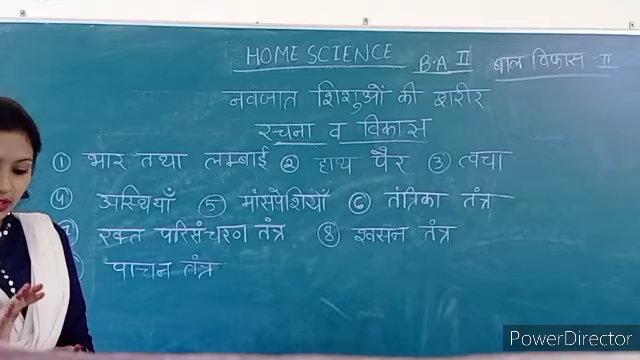 HOME SCIENCE B.A II बाल विकास - II
नवजात शिशुओं की शरीर
रचना व विकास
① भार तथा लम्बाई ② हाथ पैर ③ त्वचा
④ अस्थियाँ ⑤ मांसपेशियाँ ⑥ तंत्रिका तंत्र
रक्त परिसंचरण तंत्र ⑧ श्वसन तंत्र
पाचन तंत्र
PowerDirector